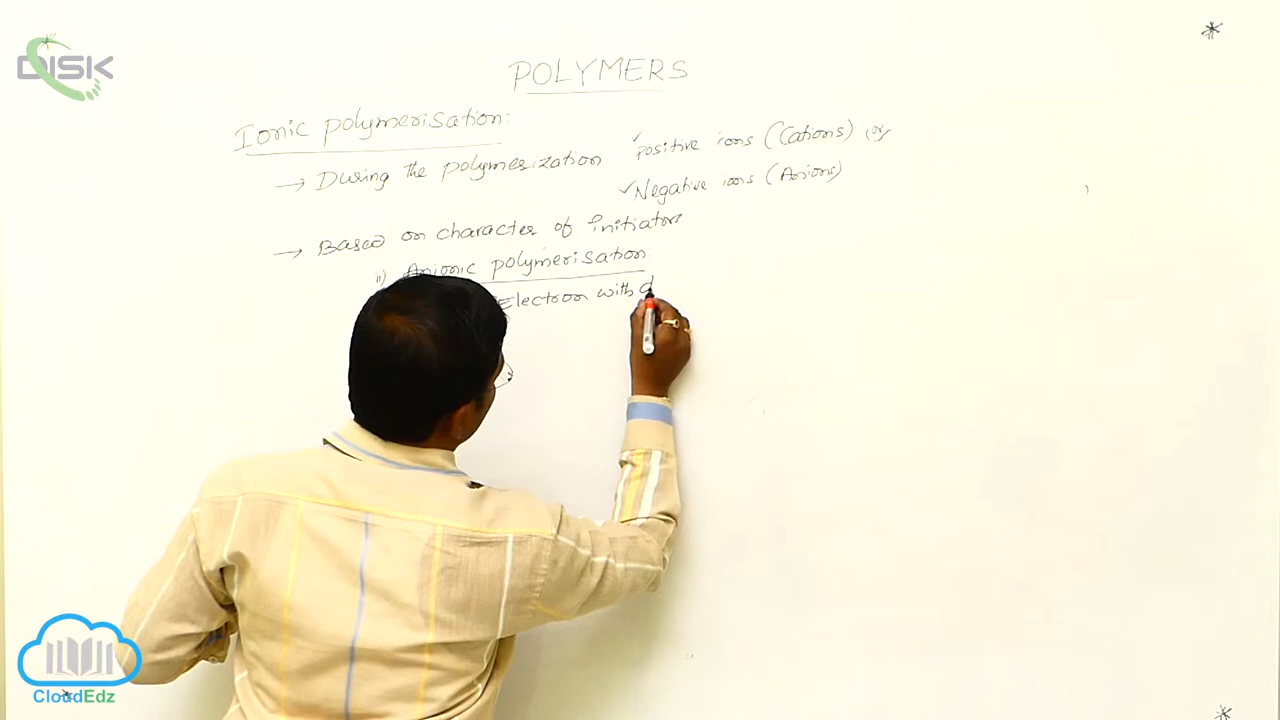 DISK
POLYMERS
Ionic polymerisation:
→ During the polymerization ✓ positive ions (Cations) (or)
✓ Negative ions (Anions)
→ Based on character of initiator
ii) Anionic polymerisation
Electron with d
CloudEdz